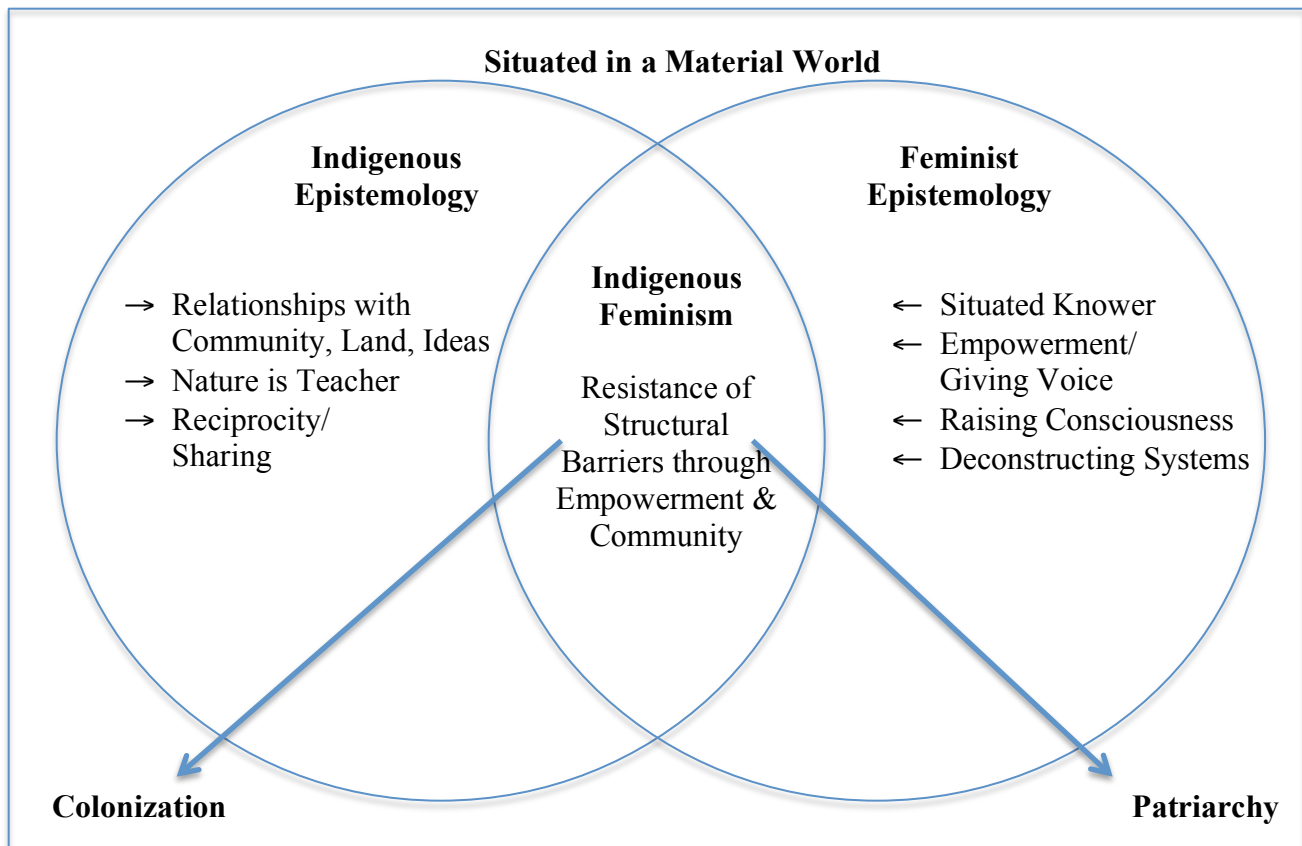 Situated in a Material World
Indigenous
Epistemology
→ Relationships with
Community, Land, Ideas
→ Nature is Teacher
→ Reciprocity/
Sharing
Indigenous
Feminism
Resistance of
Structural
Barriers through
Empowerment &
Community
Feminist
Epistemology
← Situated Knower
← Empowerment/
Giving Voice
← Raising Consciousness
← Deconstructing Systems
Colonization
Patriarchy